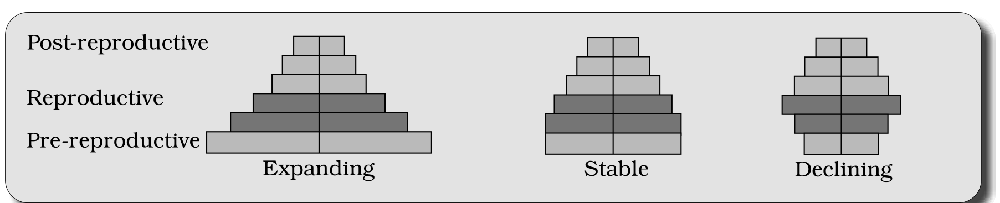 Post-reproductive
Reproductive
Pre-reproductive
Expanding
Stable
Declining